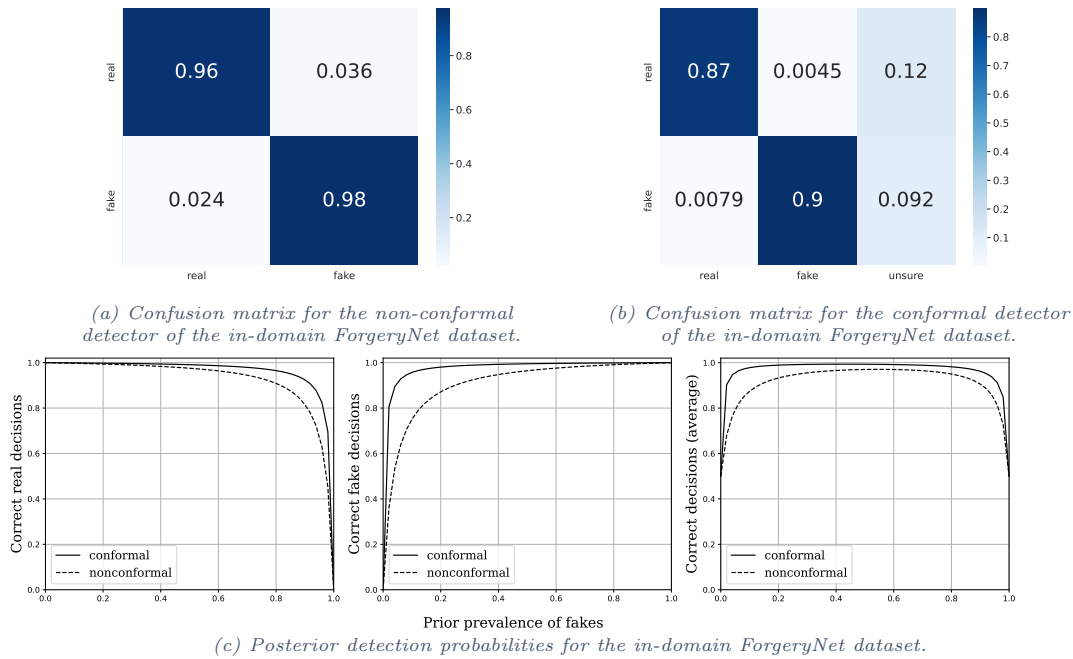 real
0.96
0.036
0.8
0.6
fake
0.024
0.98
0.4
0.2
real
fake
(a) Confusion matrix for the non-conformal
detector of the in-domain ForgeryNet dataset.
real
0.87
0.0045
0.12
0.8
0.7
0.6
0.5
fake
0.0079
0.9
0.092
0.4
0.3
0.2
0.1
real
fake
unsure
(b) Confusion matrix for the conformal detector
of the in-domain ForgeryNet dataset.
Correct real decisions
1.0
0.8
0.6
0.4
0.2
0.0
conformal
nonconformal
0.0 0.2 0.4 0.6 0.8 1.0
Correct fake decisions
1.0
0.8
0.6
0.4
0.2
0.0
conformal
nonconformal
0.0 0.2 0.4 0.6 0.8 1.0
Correct decisions (average)
1.0
0.8
0.6
0.4
0.2
0.0
conformal
nonconformal
0.0 0.2 0.4 0.6 0.8 1.0
Prior prevalence of fakes
(c) Posterior detection probabilities for the in-domain ForgeryNet dataset.